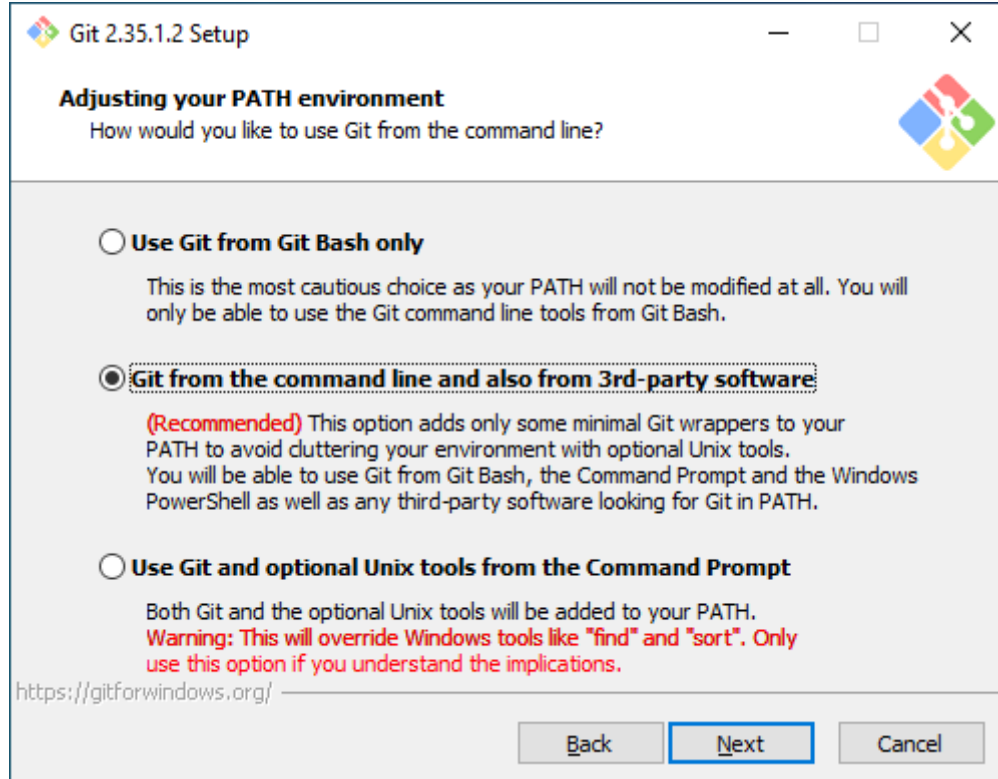 Git 2.35.1.2 Setup
Adjusting your PATH environment
How would you like to use Git from the command line?
Use Git from Git Bash only
This is the most cautious choice as your PATH will not be modified at all. You will
only be able to use the Git command line tools from Git Bash.
Git from the command line and also from 3rd-party software
(Recommended) This option adds only some minimal Git wrappers to your
PATH to avoid cluttering your environment with optional Unix tools.
You will be able to use Git from Git Bash, the Command Prompt and the Windows
PowerShell as well as any third-party software looking for Git in PATH.
Use Git and optional Unix tools from the Command Prompt
Both Git and the optional Unix tools will be added to your PATH.
Warning: This will override Windows tools like "find" and "sort". Only
use this option if you understand the implications.
https://gitforwindows.org/
Back Next Cancel